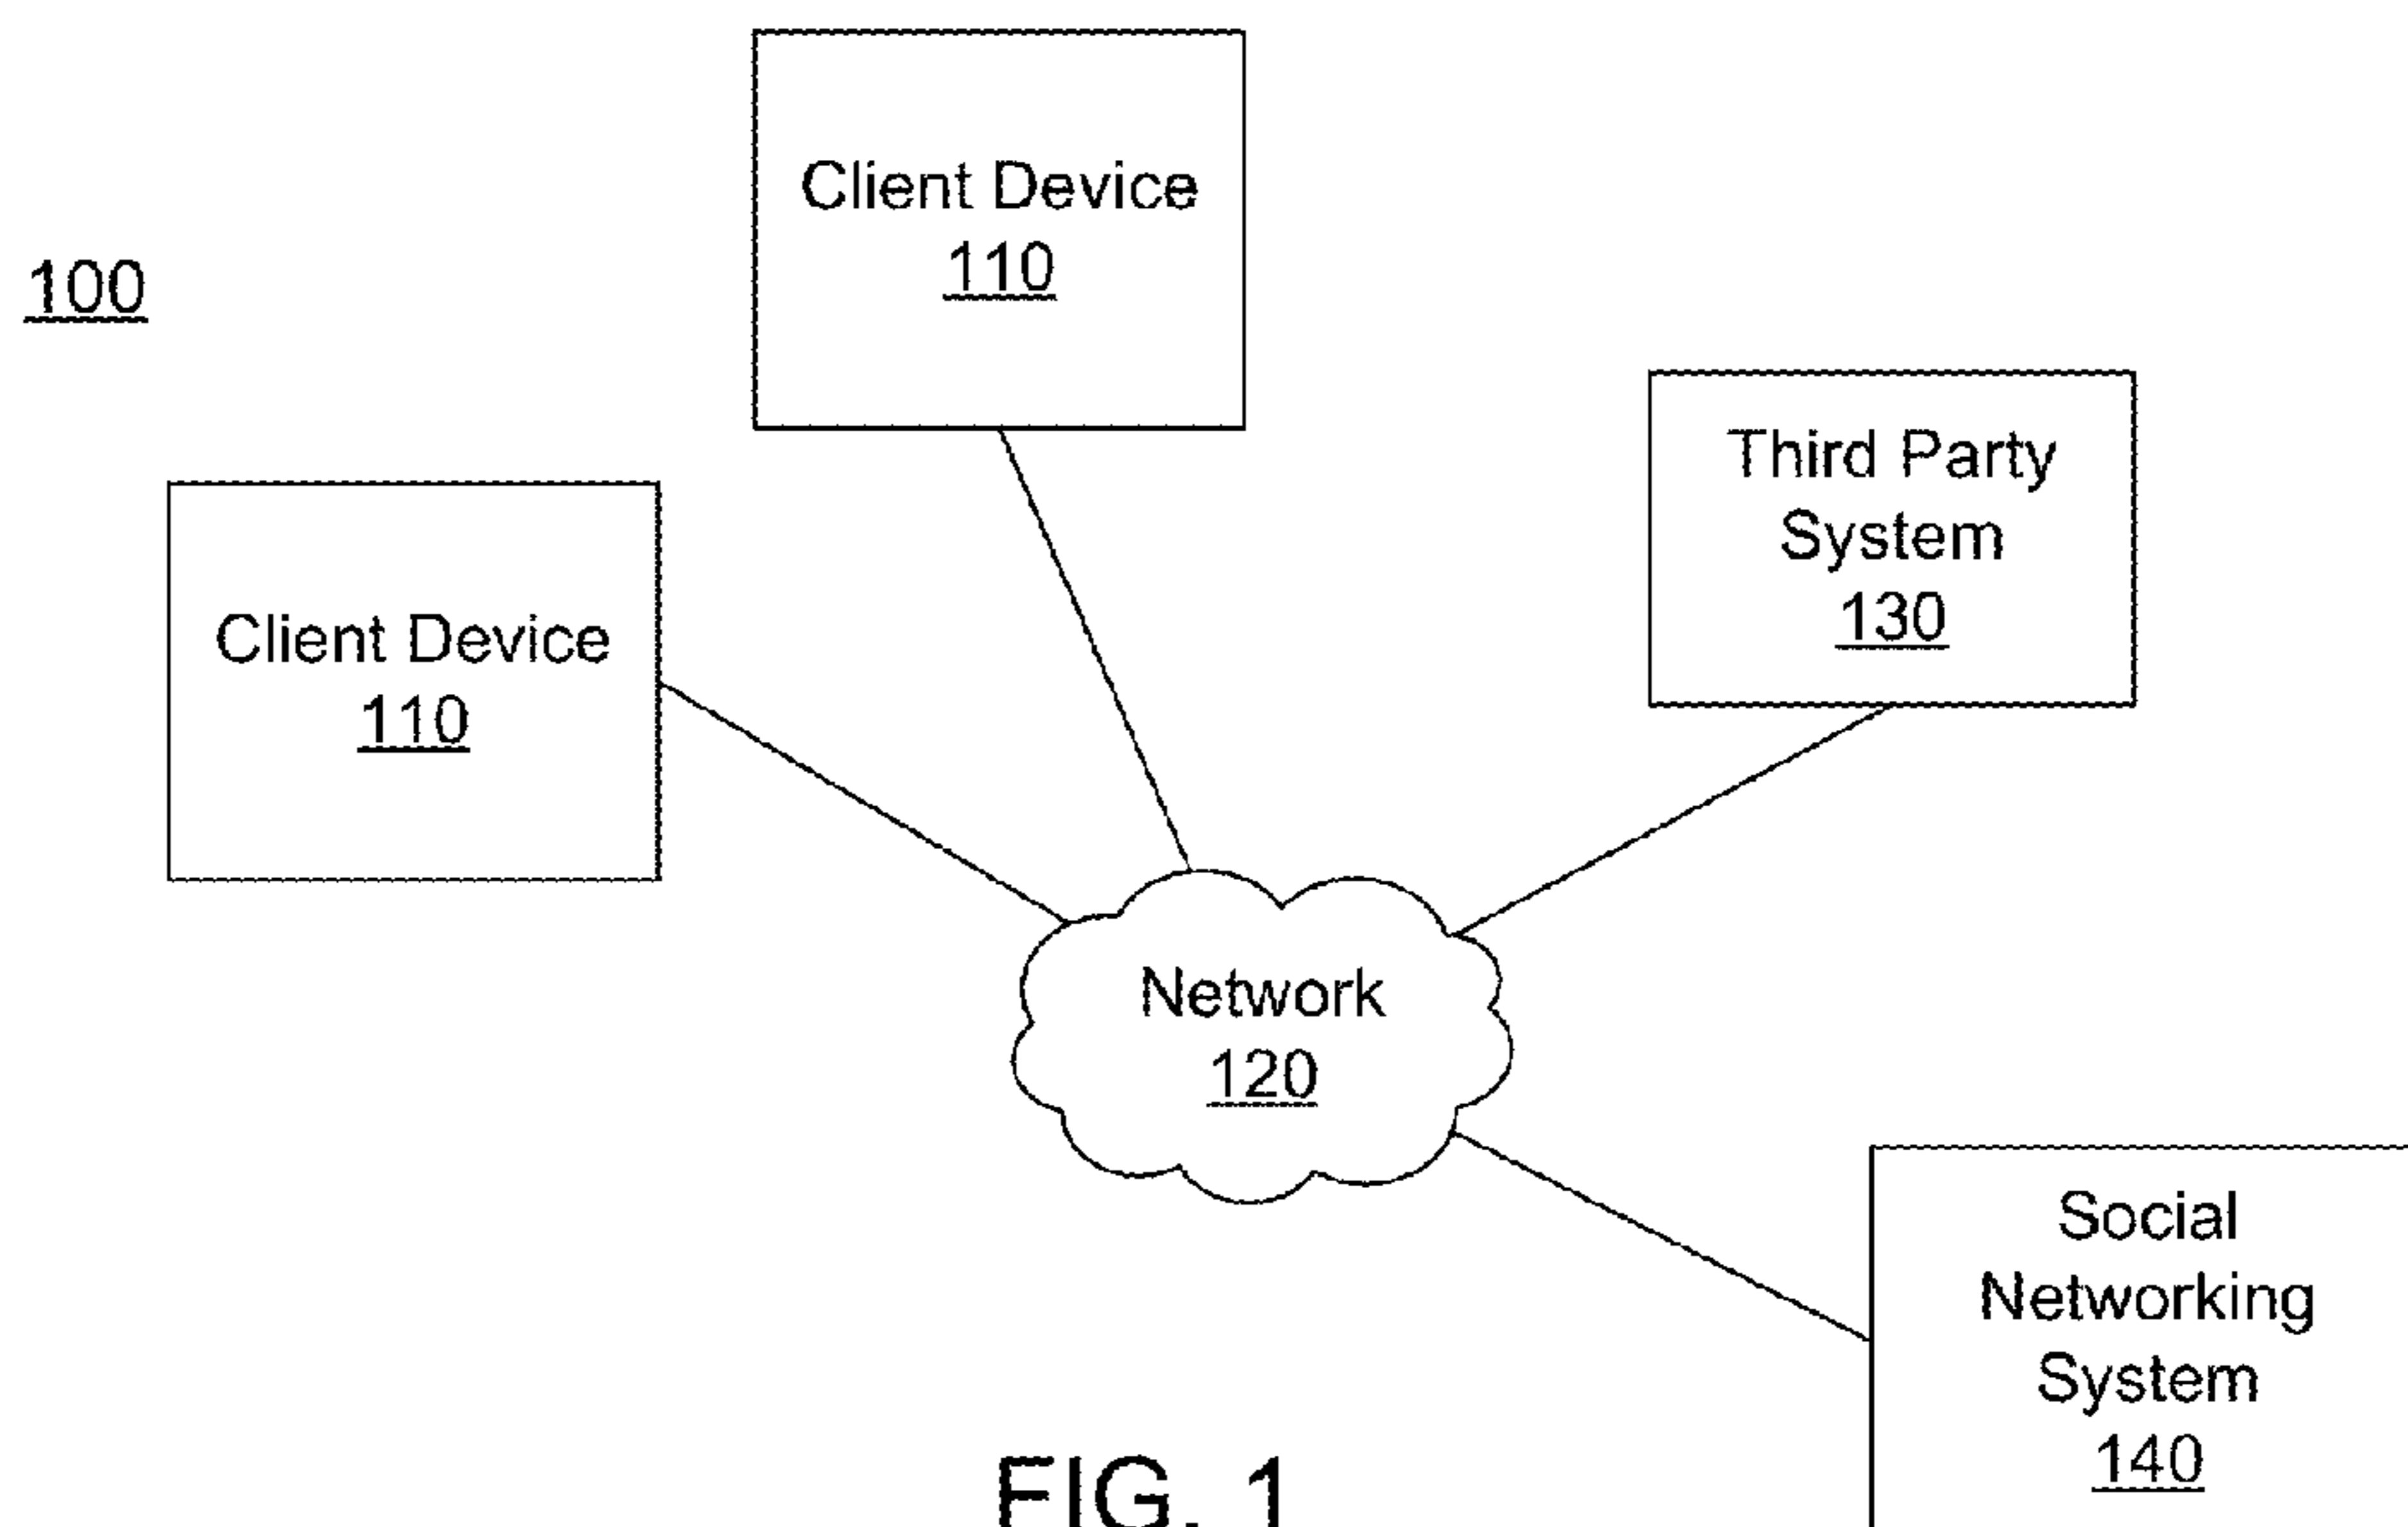 100
Client Device
110
Client Device
110
Third Party
System
130
Network
120
Social
Networking
System
140
FIG. 1